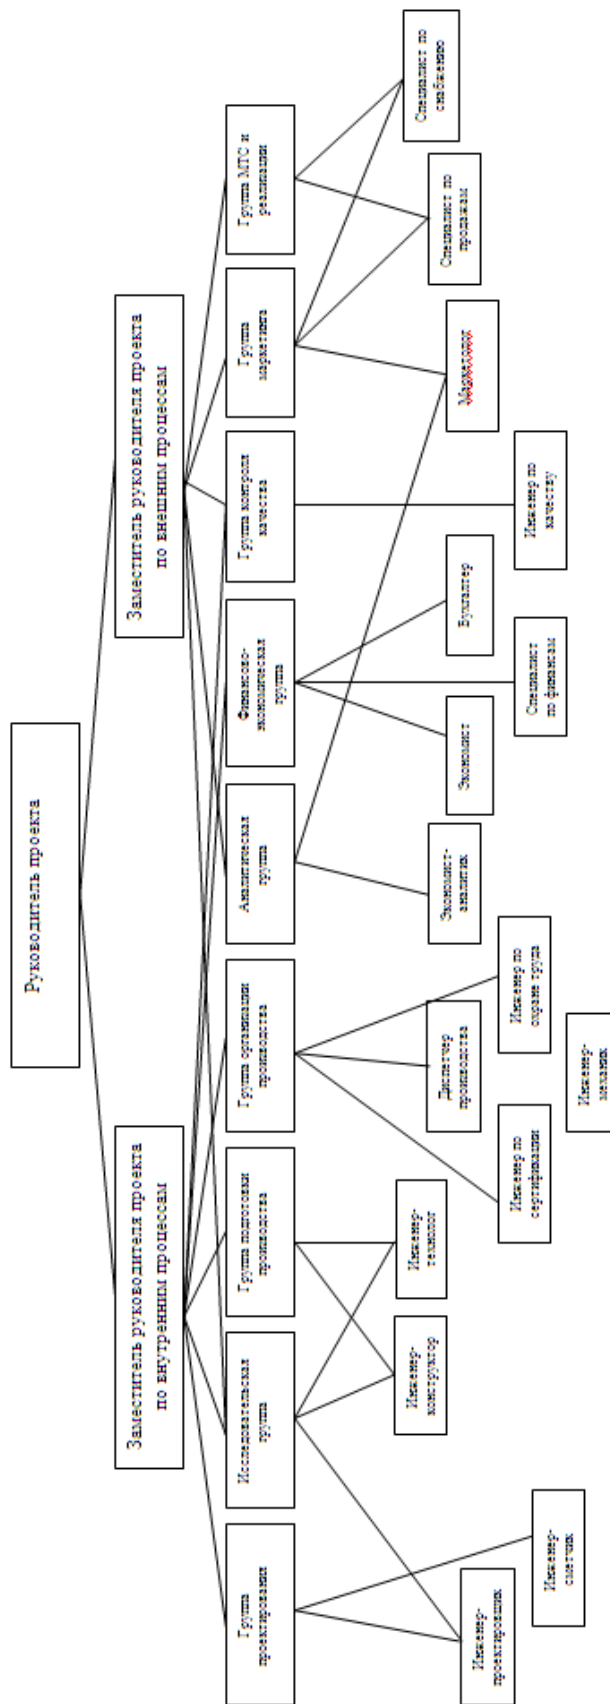 Руководитель проекта
Заместитель руководителя проекта
по внутренним процессам
Заместитель руководителя проекта
по внешним процессам
Группа
проектирования
Исследовательская
группа
Группа подготовки
производства
Группа организации
производства
Аналитическая
группа
Финансово-
экономическая
группа
Группа контроля
качества
Группа
маркетинга
Группа МТС и
реализации
Инженер-
проектировщик
Инженер-
сметчик
Инженер-
конструктор
Инженер-
технолог
Инженер по
сертификации
Диспетчер
производства
Инженер по
охране труда
Инженер-
механик
Экономист-
аналитик
Экономист
Специалист
по финансам
Бухгалтер
Инженер по
качеству
Маркетолог
Специалист по
продажам
Специалист по
снабжению